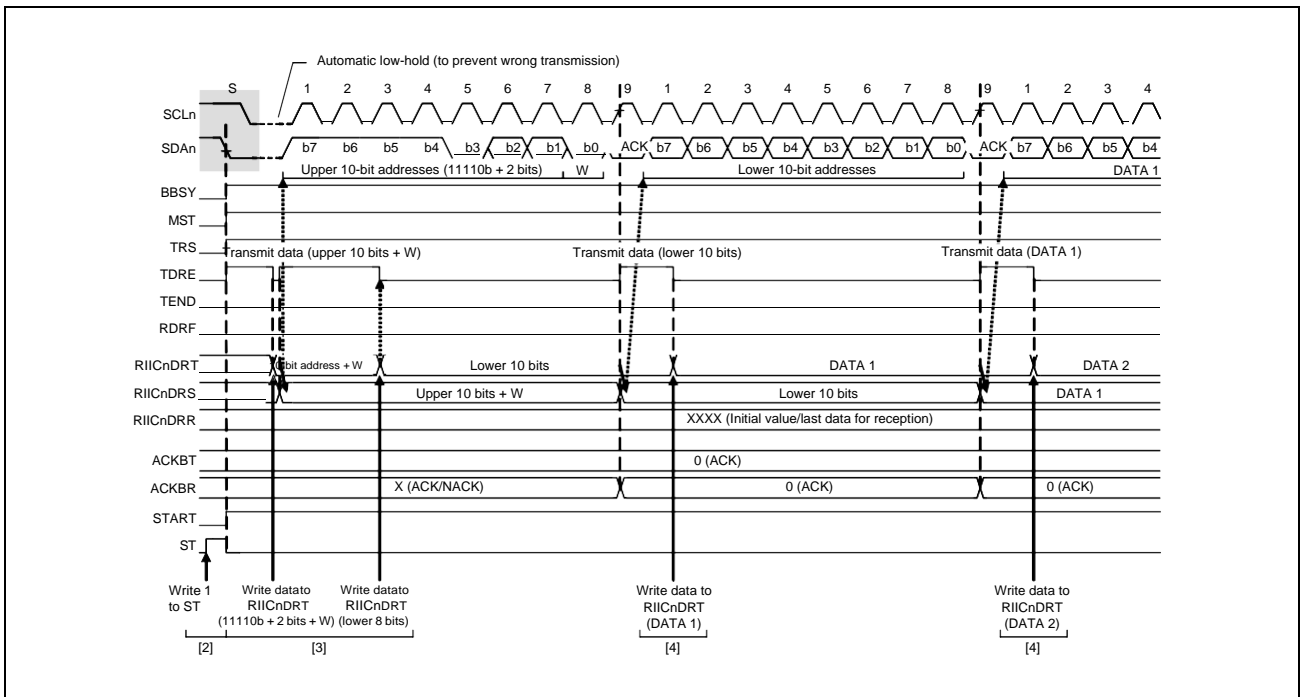 Automatic low-hold (to prevent wrong transmission)
S 1 2 3 4 5 6 7 8 9 1 2 3 4 5 6 7 8 9 1 2 3 4
SCLn
SDAn b7 b6 b5 b4 b3 b2 b1 b0 ACK b7 b6 b5 b4 b3 b2 b1 b0 ACK b7 b6 b5 b4
Upper 10-bit addresses (11110b + 2 bits) W Lower 10-bit addresses DATA 1
BBSY
MST
TRS
Transmit data (upper 10 bits + W) Transmit data (lower 10 bits) Transmit data (DATA 1)
TDRE
TEND
RDRF
RIICnDRT bit address + W Lower 10 bits DATA 1 DATA 2
RIICnDRS Upper 10 bits + W Lower 10 bits DATA 1
RIICnDRR XXXX (Initial value/last data for reception)
ACKBT 0 (ACK)
ACKBR X (ACK/NACK) 0 (ACK) 0 (ACK)
START
ST
Write 1 Write datato Write datato Write data to Write data to
to ST RIICnDRT RIICnDRT RIICnDRT RIICnDRT
(11110b + 2 bits + W) (lower 8 bits) (DATA 1) (DATA 2)
[2] [3] [4] [4]